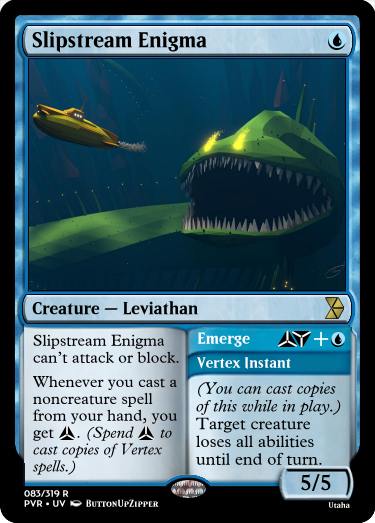 Slipstream Enigma
Creature — Leviathan
Slipstream Enigma
can't attack or block.
Whenever you cast a
noncreature spell
from your hand, you
get . (Spend to
cast copies of Vertex
spells.)
Emerge +
Vertex Instant
(You can cast copies
of this while in play.)
Target creature
loses all abilities
until end of turn.
5/5
083/319 R
PVR • UV ButtonUpZipper
Utaha